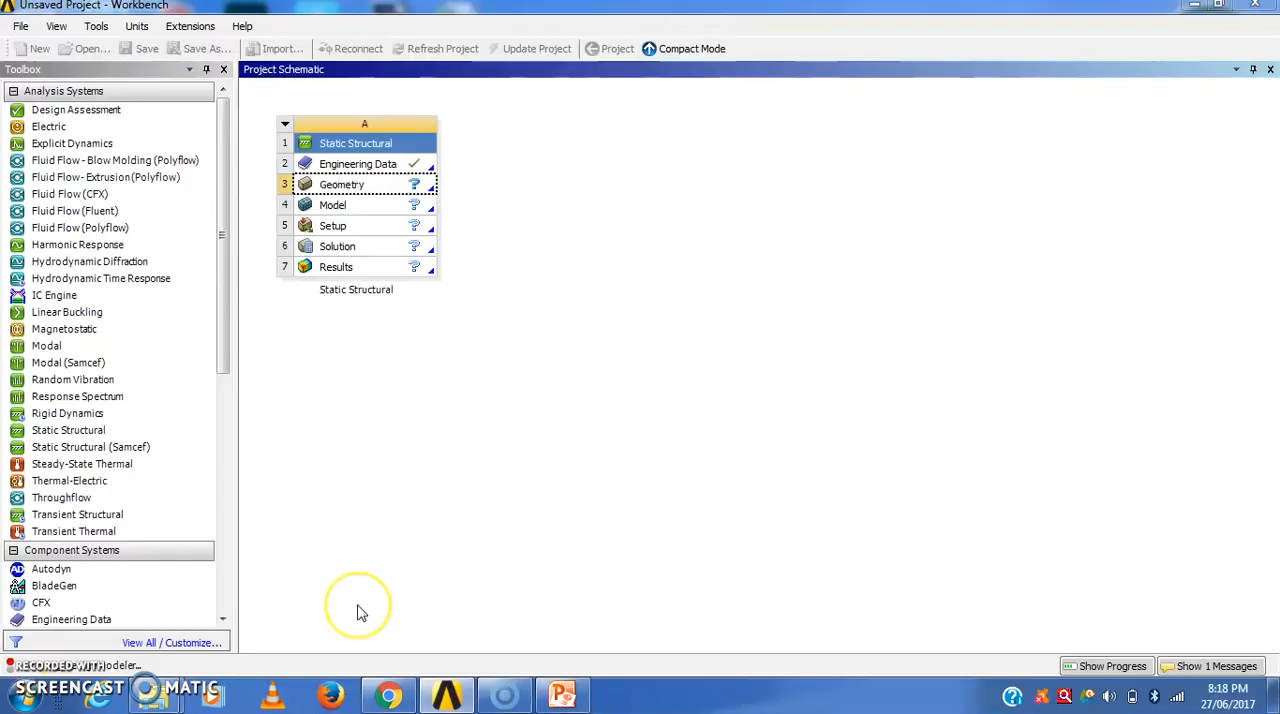 Unsaved Project - Workbench
File View Tools Units Extensions Help
New Open... Save Save As... Import... Reconnect Refresh Project Update Project Project Compact Mode
Toolbox
Project Schematic
Analysis Systems
Design Assessment
Electric
Explicit Dynamics
Fluid Flow - Blow Molding (Polyflow)
Fluid Flow - Extrusion (Polyflow)
Fluid Flow (CFX)
Fluid Flow (Fluent)
Fluid Flow (Polyflow)
Harmonic Response
Hydrodynamic Diffraction
Hydrodynamic Time Response
IC Engine
Linear Buckling
Magnetostatic
Modal
Modal (Samcef)
Random Vibration
Response Spectrum
Rigid Dynamics
Static Structural
Static Structural (Samcef)
Steady-State Thermal
Thermal-Electric
Throughflow
Transient Structural
Transient Thermal
Component Systems
Autodyn
BladeGen
CFX
Engineering Data
View All / Customize...
A
1 Static Structural
2 Engineering Data
3 Geometry
4 Model
5 Setup
6 Solution
7 Results
Static Structural
RECORDED WITH
SCREENCAST MATIC
Show Progress
Show 1 Messages
8:18 PM
27/06/2017